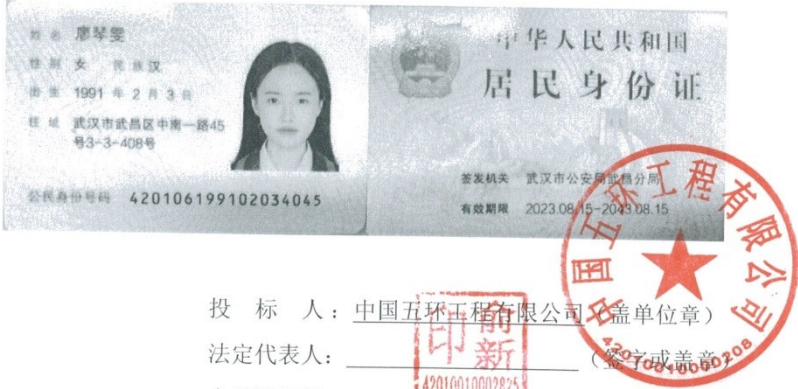 姓名 廖琴雯
性别 女 民族 汉
出生 1991 年 2 月 3 日
住址 武汉市武昌区中南一路45
号3-3-408号
公民身份号码 420106199102034045
中华人民共和国
居民身份证
签发机关 武汉市公安局武昌分局
有效期限 2023.08.15-2043.08.15
中国五环工程有限公司
投标人：中国五环工程有限公司（盖单位章）
法定代表人：（签字或盖章）
新
印
42010010002825